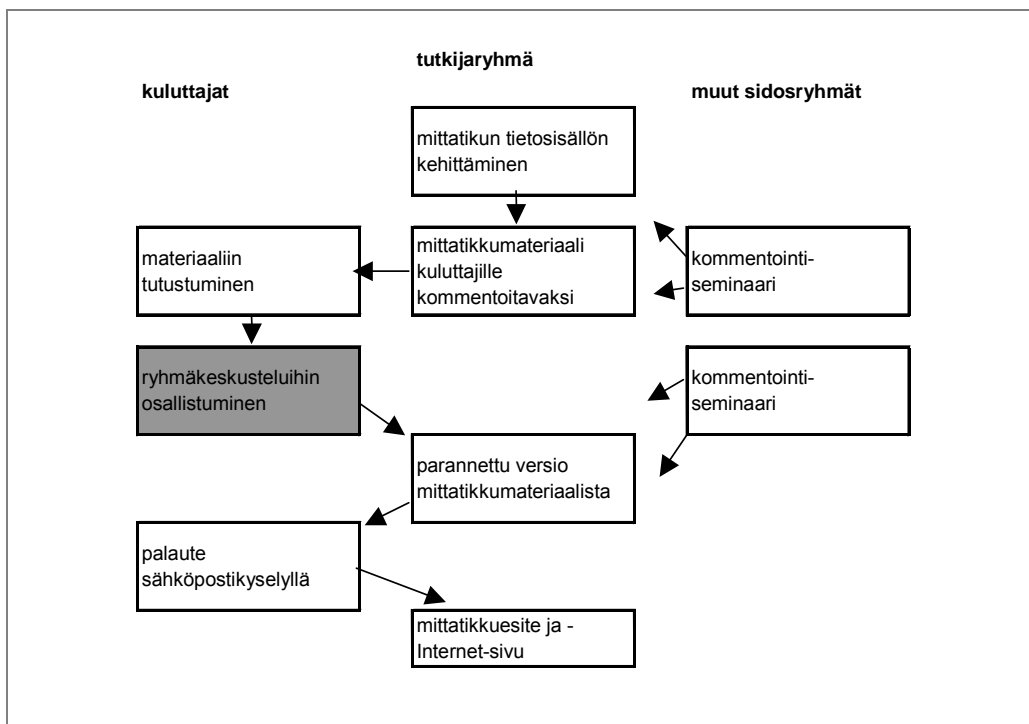 tutkijaryhmä
kuluttajat
muut sidosryhmät
mittatikun tietosisällön
kehittäminen
materiaaliin
tutustuminen
mittatikkumateriaali
kuluttajille
kommentoitavaksi
kommentointi-
seminaari
ryhmäkeskusteluihin
osallistuminen
kommentointi-
seminaari
parannettu versio
mittatikkumateriaalista
palaute
sähköpostikyselyllä
mittatikkuesite ja -
Internet-sivu